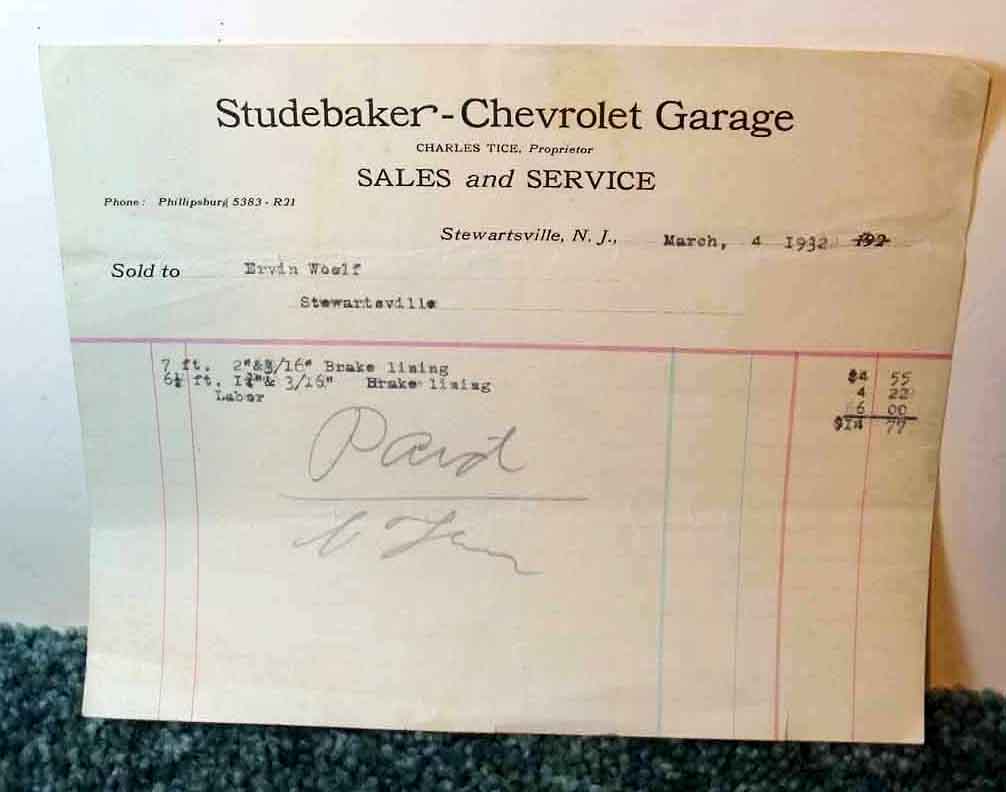 Studebaker-Chevrolet Garage
CHARLES TICE, Proprietor
SALES and SERVICE
Phone: Phillipsburg 5383 - R21
Stewartsville, N. J., March, 4 1932 192
Sold to Ervin Woolf
Stewartsville
7 ft. 2"&3/16" Brake lining $4 55
6½ ft. 1¾"& 3/16" Brake lining 4 22
Labor 6 00
$14 77
Paid
C Tice